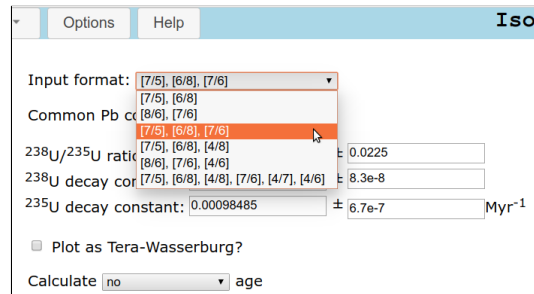 Options Help Iso
Input format: [7/5], [6/8], [7/6]
[7/5], [6/8]
Common Pb co
[8/6], [7/6]
[7/5], [6/8], [7/6]
[7/5], [6/8], [4/8]
²³⁸U/²³⁵U ratio ± 0.0225
[8/6], [7/6], [4/6]
²³⁸U decay con ± 8.3e-8
[7/5], [6/8], [4/8], [7/6], [4/7], [4/6]
²³⁵U decay constant: 0.00098485 ± 6.7e-7 Myr⁻¹
Plot as Tera-Wasserburg?
Calculate no age